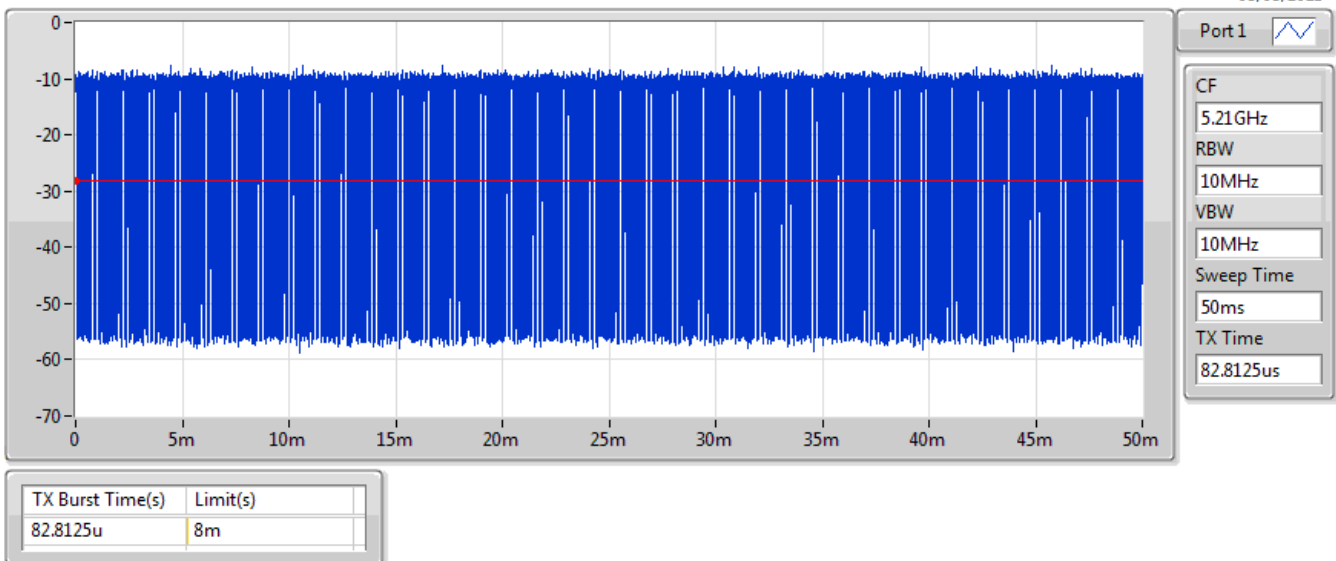 Port 1
0
-10
-20
-30
-40
-50
-60
-70
0 5m 10m 15m 20m 25m 30m 35m 40m 45m 50m
CF
5.21GHz
RBW
10MHz
VBW
10MHz
Sweep Time
50ms
TX Time
82.8125us
TX Burst Time(s) Limit(s)
82.8125u 8m